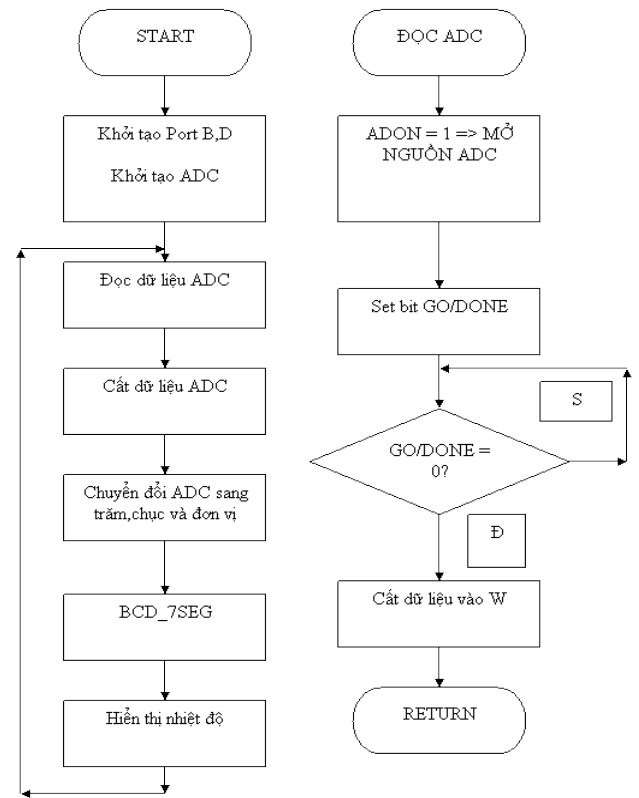 START
Khởi tạo Port B,D
Khởi tạo ADC
Đọc dữ liệu ADC
Cất dữ liệu ADC
Chuyển đổi ADC sang
trăm,chục và đơn vị
BCD_7SEG
Hiển thị nhiệt độ
ĐỌC ADC
ADON = 1 => MỞ
NGUỒN ADC
Set bit GO/DONE
S
GO/DONE =
0?
Đ
Cất dữ liệu vào W
RETURN